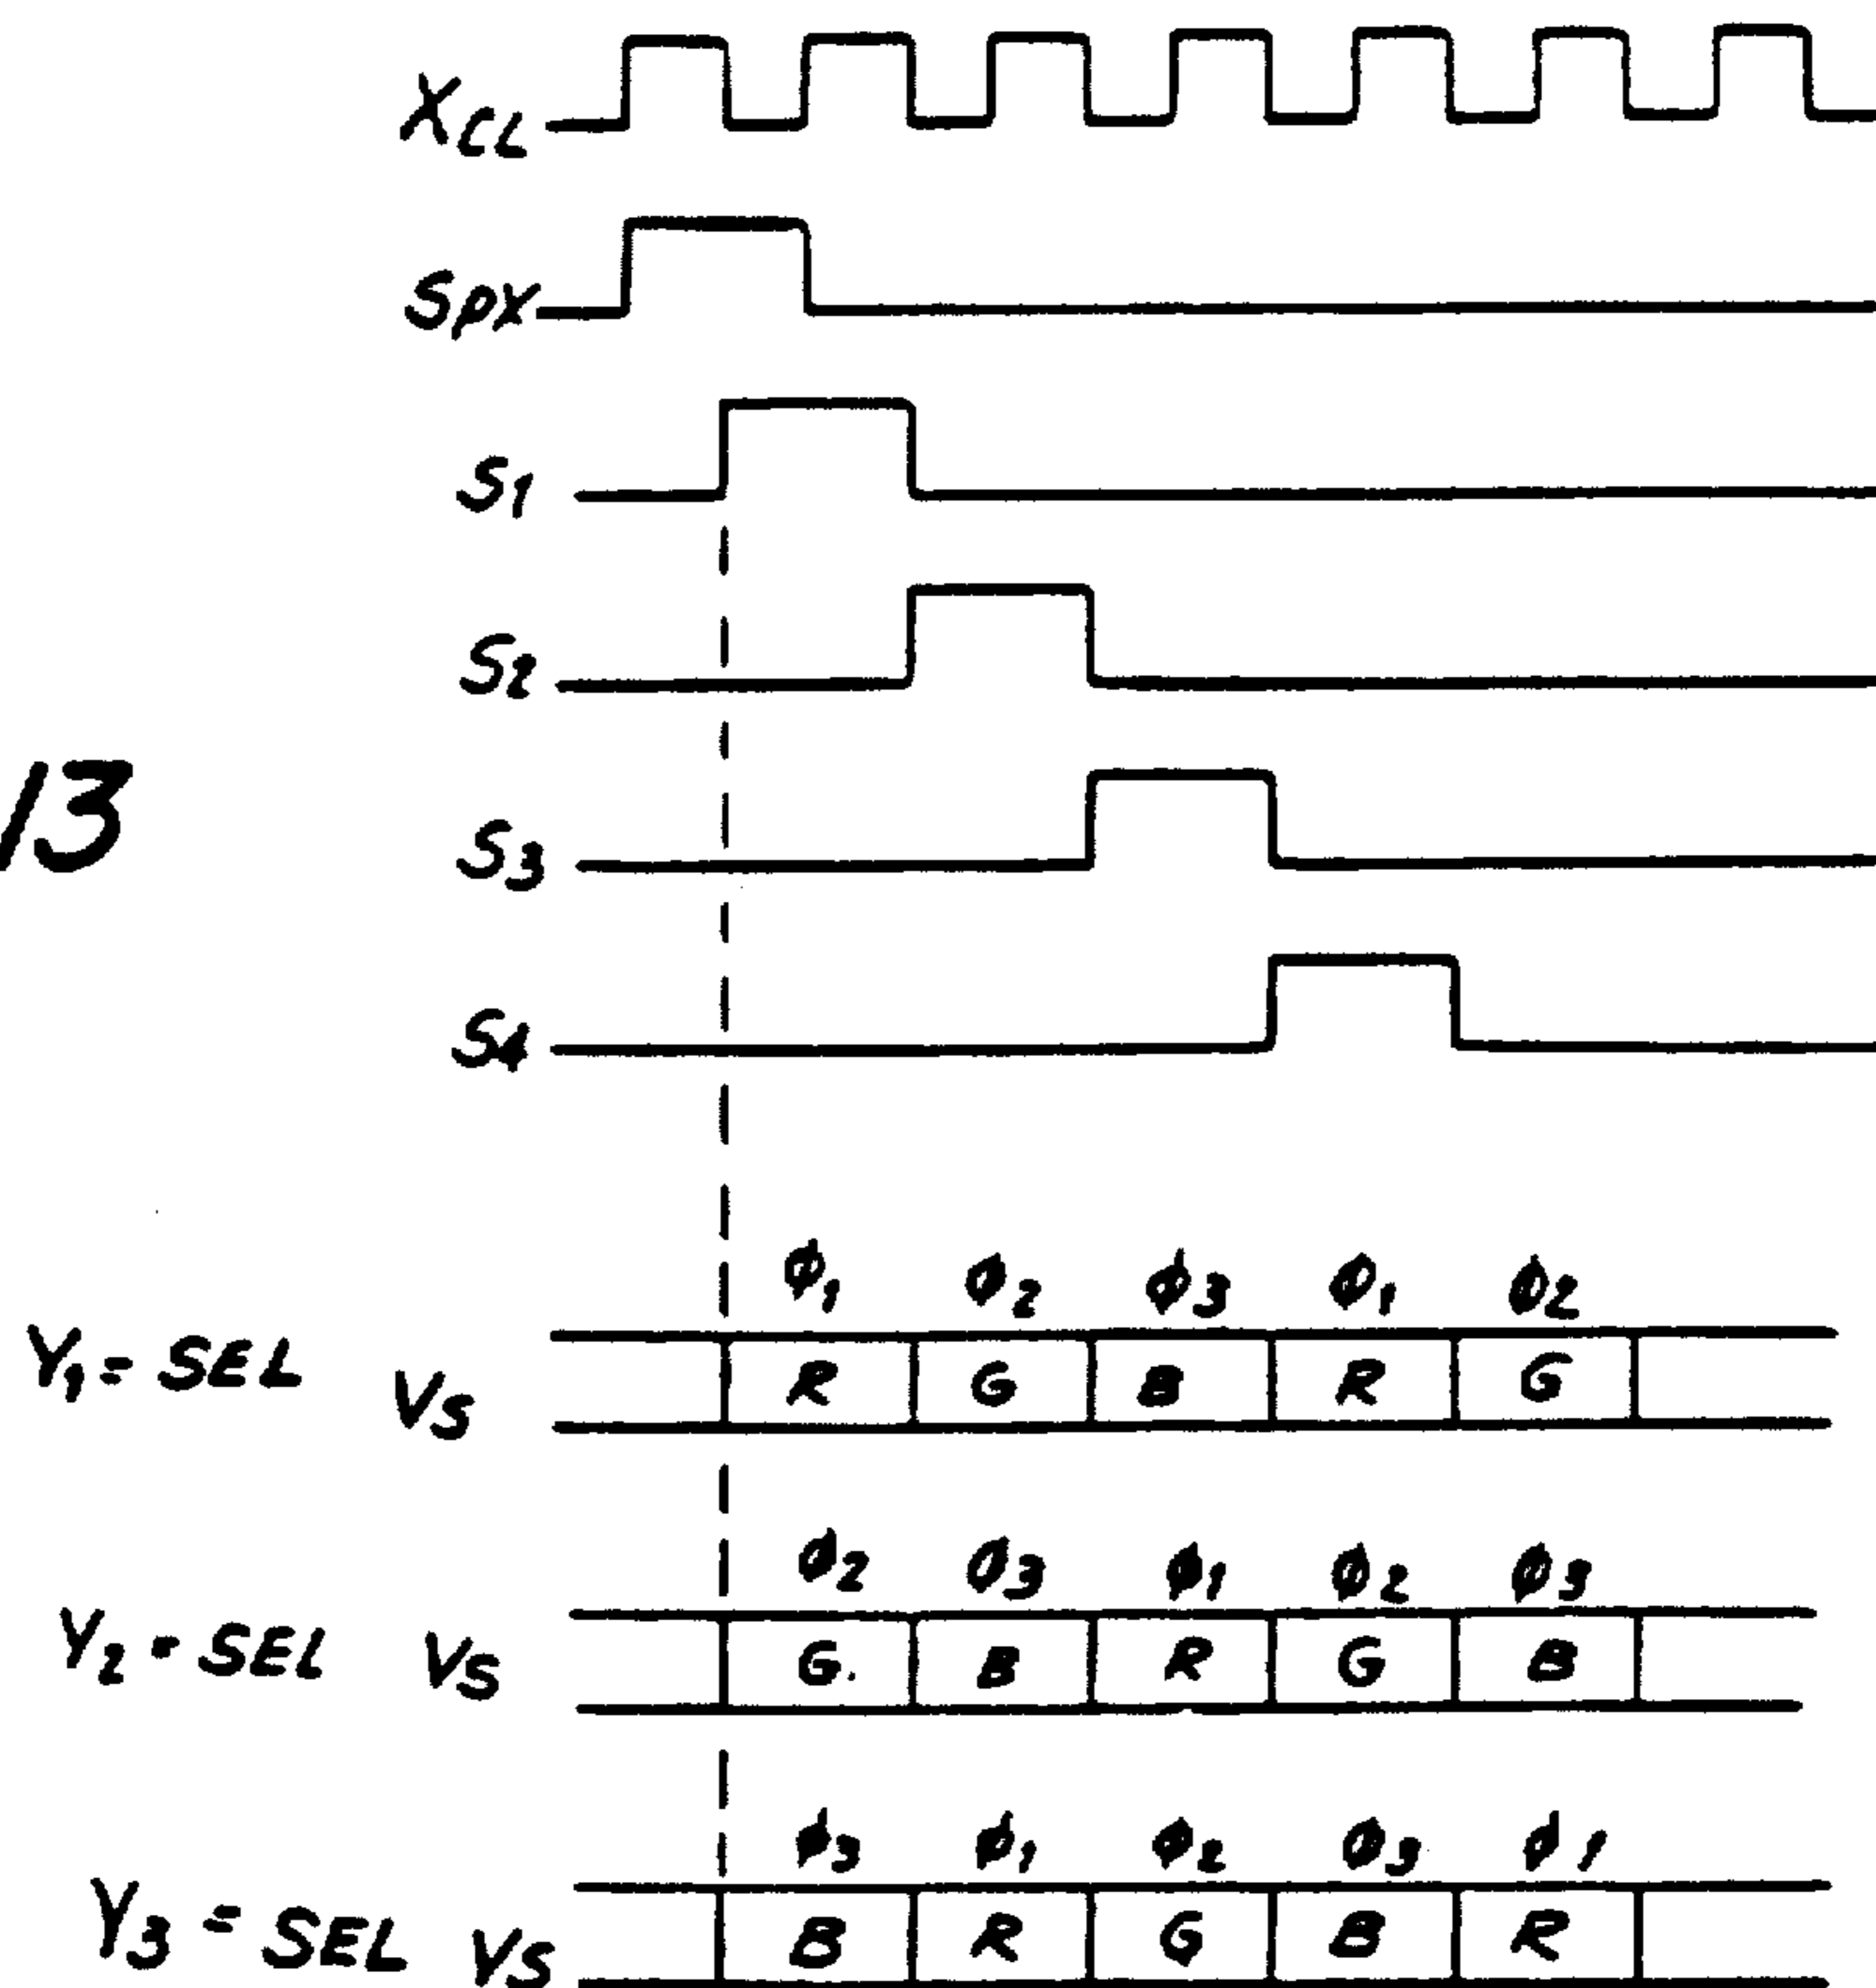 X_CL
SPX
S1
S2
13
S3
S4
ϕ1 ϕ2 ϕ3 ϕ1 ϕ2
Y1 = SEL VS R G B R G
ϕ2 ϕ3 ϕ1 ϕ2 ϕ3
Y2 = SEL VS G B R G B
ϕ3 ϕ1 ϕ2 ϕ3 ϕ1
Y3 = SEL VS B R G B R